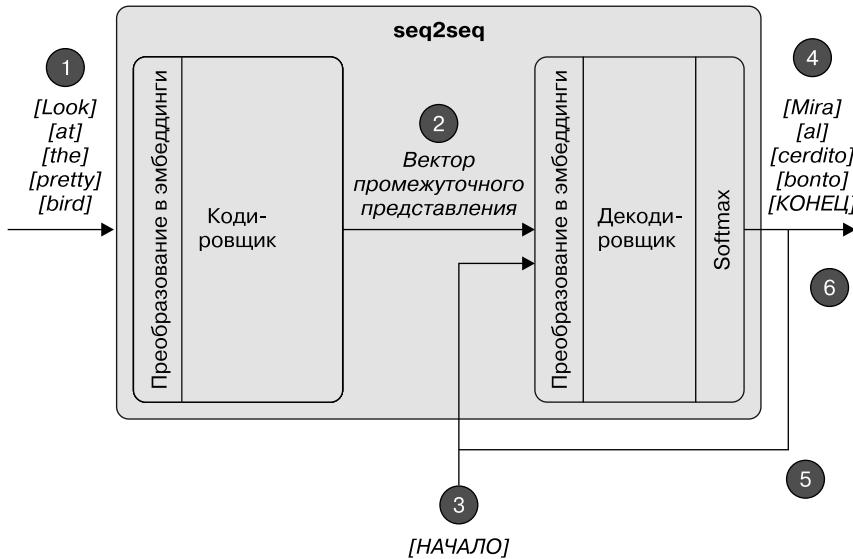 seq2seq
1
[Look]
[at]
[the]
[pretty]
[bird]
Преобразование в эмбеддинги
Коди-
ровщик
2
Вектор
промежуточного
представления
Преобразование в эмбеддинги
Декоди-
ровщик
Softmax
4
[Mira]
[al]
[cerdito]
[bonto]
[КОНЕЦ]
6
5
3
[НАЧАЛО]